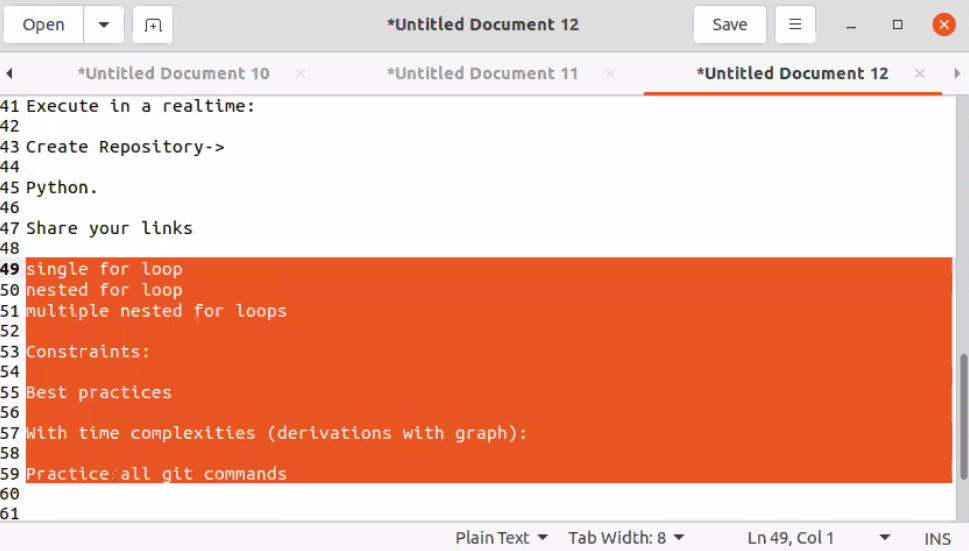 Open
*Untitled Document 12
Save
*Untitled Document 10
*Untitled Document 11
*Untitled Document 12
41 Execute in a realtime:
42
43 Create Repository->
44
45 Python.
46
47 Share your links
48
49 single for loop
50 nested for loop
51 multiple nested for loops
52
53 Constraints:
54
55 Best practices
56
57 With time complexities (derivations with graph):
58
59 Practice all git commands
60
61
Plain Text Tab Width: 8 Ln 49, Col 1 INS